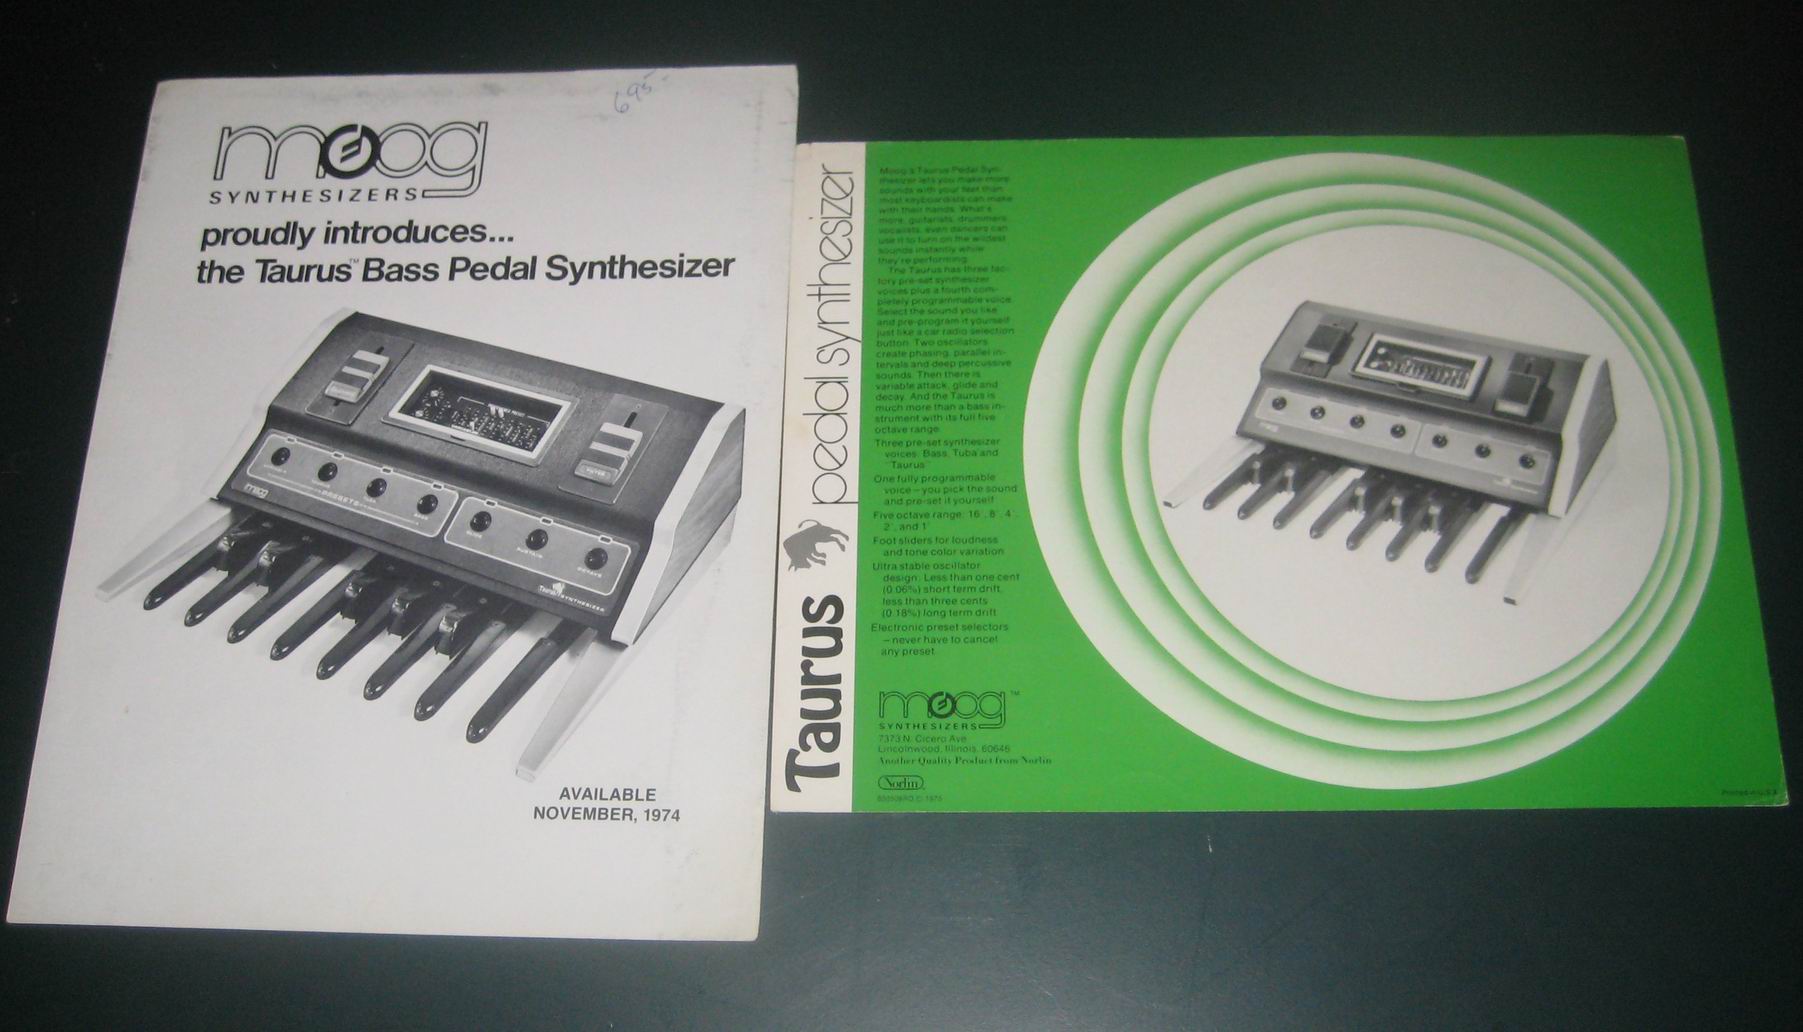 695-
moog
SYNTHESIZERS
proudly introduces...
the Taurus™ Bass Pedal Synthesizer
moog
PRESETS
GLIDE
SUSTAIN
OCTAVE
FILTER
Taurus SYNTHESIZER
AVAILABLE
NOVEMBER, 1974
Taurus pedal synthesizer
Moog's Taurus Pedal Syn-
thesizer lets you make more
sounds with your feet than
most keyboardists can make
with their hands. What's
more, guitarists, drummers,
vocalists, even dancers can
use it to turn on the wildest
sounds instantly while
they're performing.
The Taurus has three fac-
tory pre-set synthesizer
voices plus a fourth com-
pletely programmable voice.
Select the sound you like
and pre-program it yourself
just like a car radio selection
button. Two oscillators
create phasing, parallel in-
tervals and deep percussive
sounds. Then there is
variable attack, glide and
decay. And the Taurus is
much more than a bass in-
strument with its full five
octave range.
Three pre-set synthesizer
voices: Bass, Tuba and
"Taurus"
One fully programmable
voice – you pick the sound
and pre-set it yourself
Five octave range: 16', 8', 4',
2', and 1'
Foot sliders for loudness
and tone color variation
Ultra stable oscillator
design. Less than one cent
(0.06%) short term drift,
less than three cents
(0.18%) long term drift
Electronic preset selectors
– never have to cancel
any preset.
moog™
SYNTHESIZERS
7373 N. Cicero Ave.
Lincolnwood, Illinois, 60646
Another Quality Product from Norlin
Norlin
Printed in U.S.A.